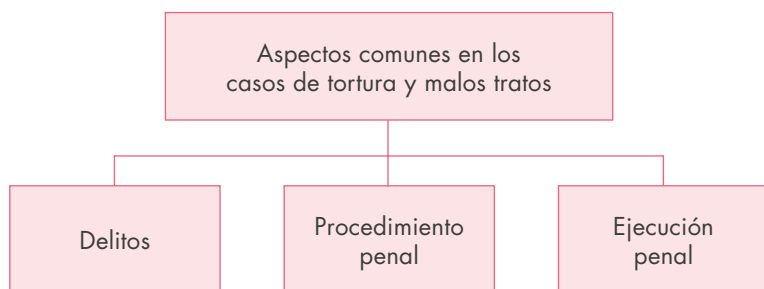 Aspectos comunes en los
casos de tortura y malos tratos
Delitos
Procedimiento
penal
Ejecución
penal